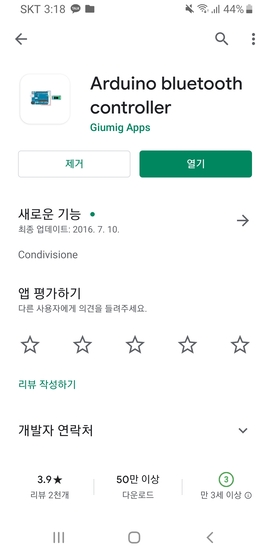 SKT 3:18
44%
Arduino bluetooth
controller
Giumig Apps
제거
열기
새로운 기능
최종 업데이트: 2016. 7. 10.
Condivisione
앱 평가하기
다른 사용자에게 의견을 들려주세요.
리뷰 작성하기
개발자 연락처
3.9★
리뷰 2천개
50만 이상
다운로드
3
만 3세 이상